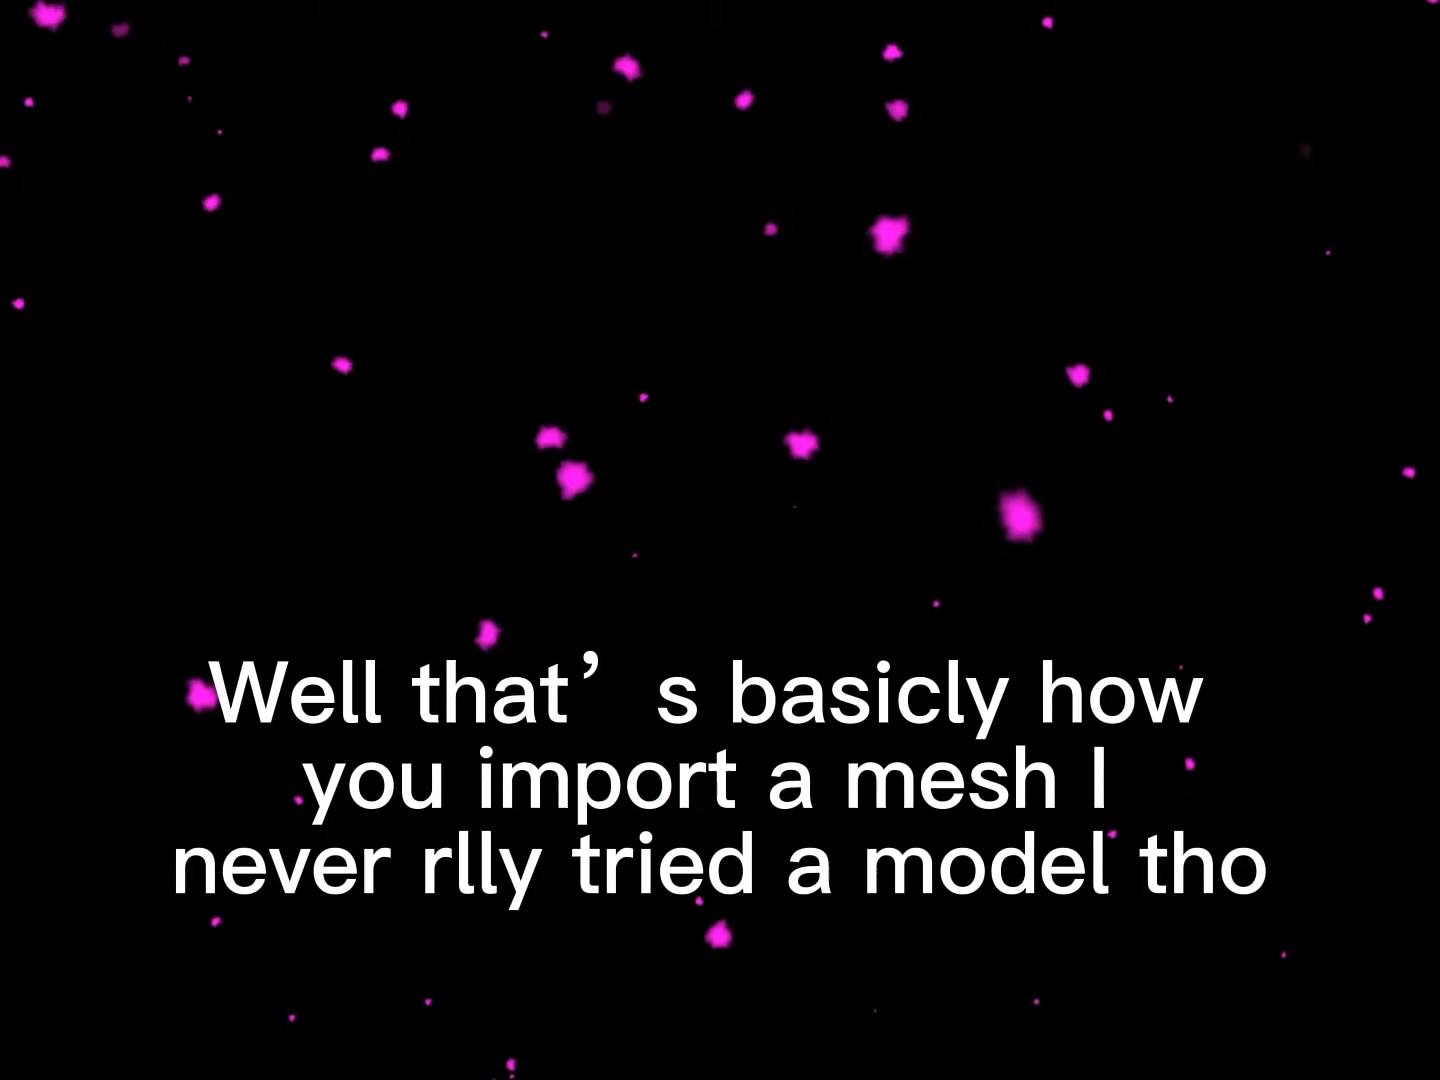 Well that’s basicly how
you import a mesh I
never rlly tried a model tho